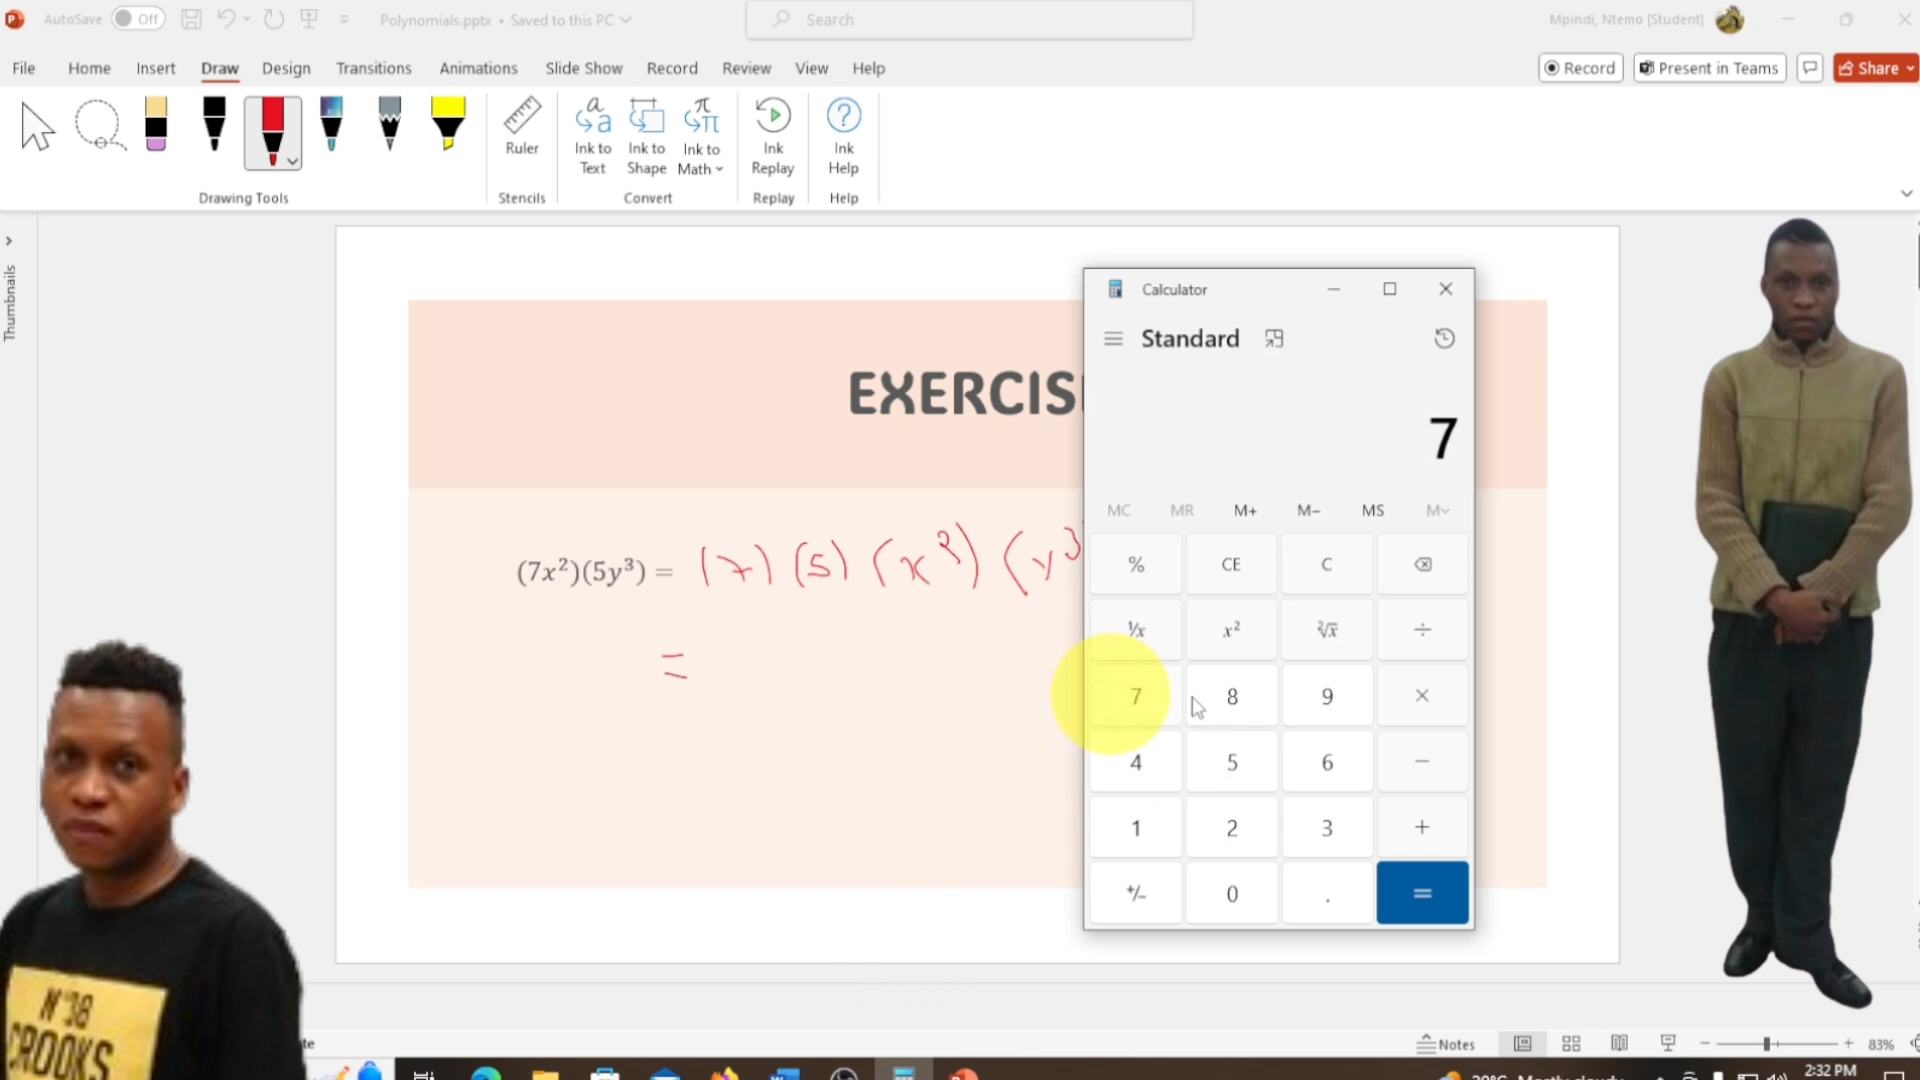 AutoSave Off Polynomials.pptx • Saved to this PC Search Mpindi, Ntemo [Student]
File Home Insert Draw Design Transitions Animations Slide Show Record Review View Help Record Present in Teams Share
Ruler
Ink to Text
Ink to Shape
Ink to Math
Ink Replay
Ink Help
Drawing Tools Stencils Convert Replay Help
Thumbnails
EXERCIS
(7x²)(5y³) = (7) (5) (x²) (y³
=
Calculator
Standard
7
MC MR M+ M− MS M
% CE C
¹/x x² ²√x ÷
7 8 9 ×
4 5 6 −
1 2 3 +
+/− 0 . =
N°38
CROOKS
Notes 83%
2:32 PM